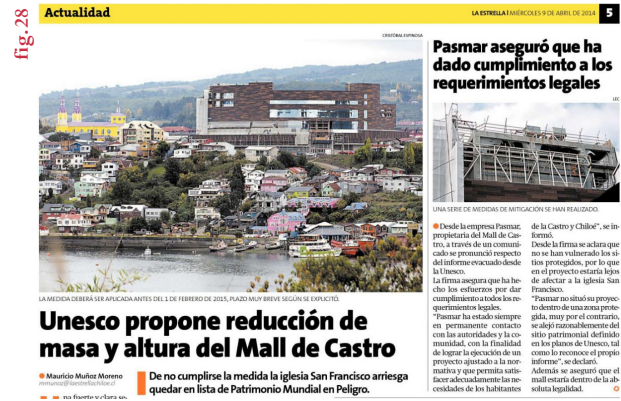 fig.28
Actualidad
LA ESTRELLA | MIÉRCOLES 9 DE ABRIL DE 2014 5
CRISTÓBAL ESPINOSA
LA MEDIDA DEBERÁ SER APLICADA ANTES DEL 1 DE FEBRERO DE 2015, PLAZO MUY BREVE SEGÚN SE EXPLICITÓ.
Unesco propone reducción de
masa y altura del Mall de Castro
Mauricio Muñoz Moreno
mmunoz@laestrellachiloe.cl
De no cumplirse la medida la iglesia San Francisco arriesga
quedar en lista de Patrimonio Mundial en Peligro.
na fuerte y clara se-
Pasmar aseguró que ha
dado cumplimiento a los
requerimientos legales
LEC
UNA SERIE DE MEDIDAS DE MITIGACIÓN SE HAN REALIZADO.
Desde la empresa Pasmar,
propietaria del Mall de Cas-
tro, a través de un comuni-
cado se pronunció respecto
del informe evacuado desde
la Unesco.
La firma asegura que ha he-
cho los esfuerzos por dar
cumplimiento a todos los re-
querimientos legales.
"Pasmar ha estado siempre
en permanente contacto
con las autoridades y la co-
munidad, con la finalidad
de lograr la ejecución de un
proyecto ajustado a la nor-
mativa y que permita satis-
facer adecuadamente las ne-
cesidades de los habitantes
de la Castro y Chiloé", se in-
formó.
Desde la firma se aclara que
no se han vulnerado los si-
tios protegidos, por lo que
en el proyecto estaría lejos
de afectar a la iglesia San
Francisco.
"Pasmar no situó su proyec-
to dentro de una zona prote-
gida, muy por el contrario,
se alejó razonablemente del
sitio patrimonial definido
en los planos de Unesco, tal
como lo reconoce el propio
informe", se declaró.
Además se aseguró que el
mall estaría dentro de la ab-
soluta legalidad.